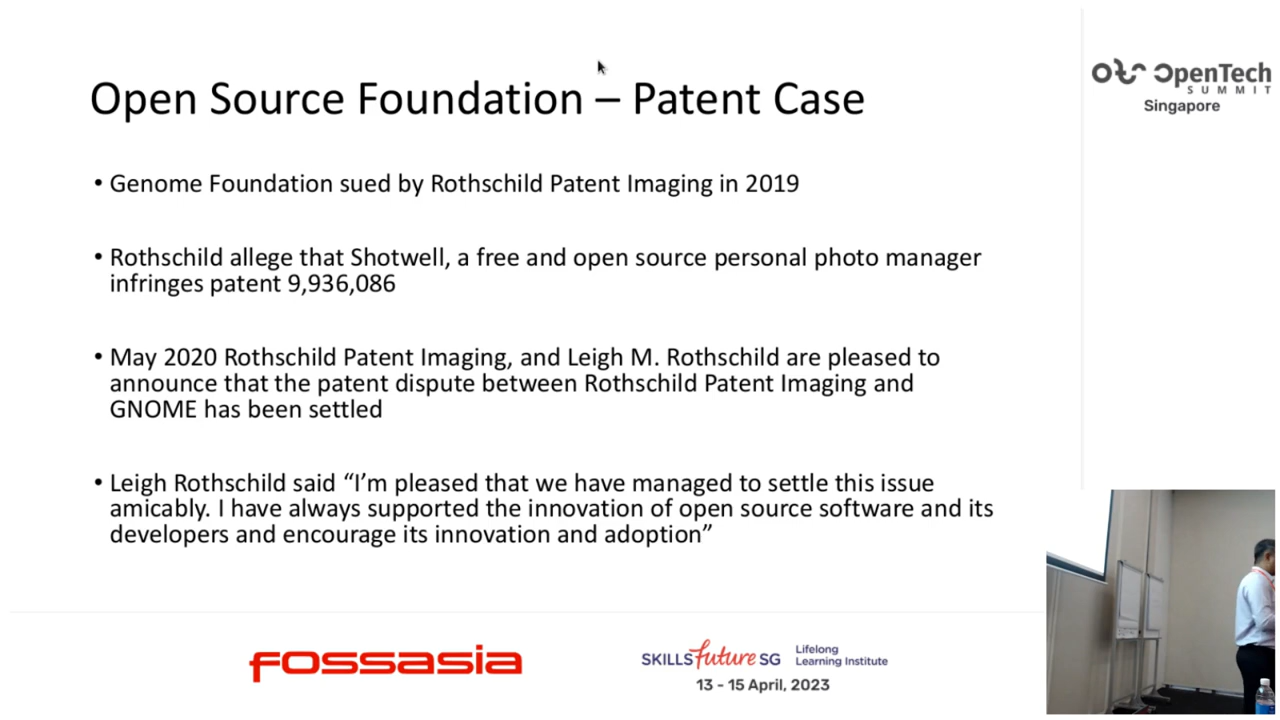 Open Source Foundation – Patent Case
• Genome Foundation sued by Rothschild Patent Imaging in 2019
• Rothschild allege that Shotwell, a free and open source personal photo manager
infringes patent 9,936,086
• May 2020 Rothschild Patent Imaging, and Leigh M. Rothschild are pleased to
announce that the patent dispute between Rothschild Patent Imaging and
GNOME has been settled
• Leigh Rothschild said “I’m pleased that we have managed to settle this issue
amicably. I have always supported the innovation of open source software and its
developers and encourage its innovation and adoption”
OpenTech
SUMMIT
Singapore
FOSSASIA
SKILLSfuture SG
Lifelong
Learning Institute
13 - 15 April, 2023